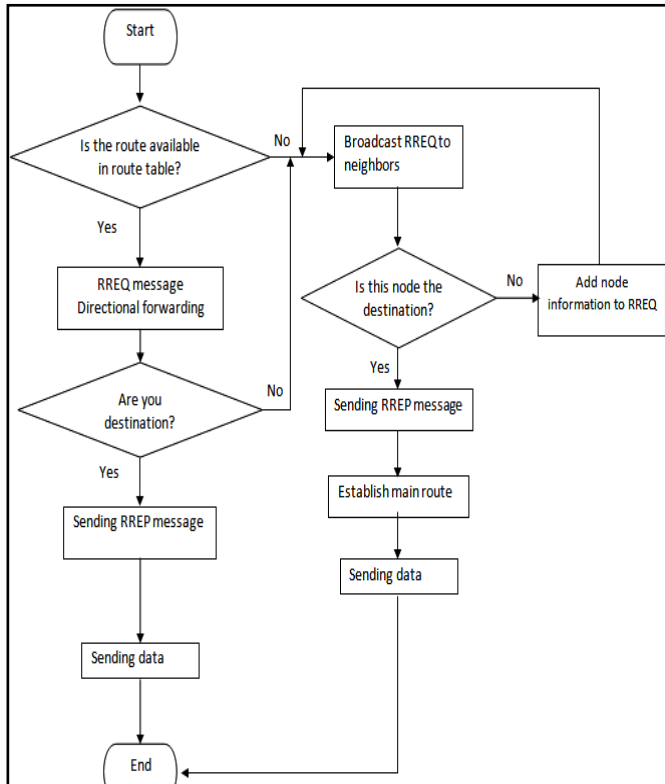 Start
Is the route available
in route table?
No
Yes
RREQ message
Directional forwarding
Are you
destination?
No
Yes
Sending RREP message
Sending data
End
Broadcast RREQ to
neighbors
Is this node the
destination?
No
Add node
information to RREQ
Yes
Sending RREP message
Establish main route
Sending data